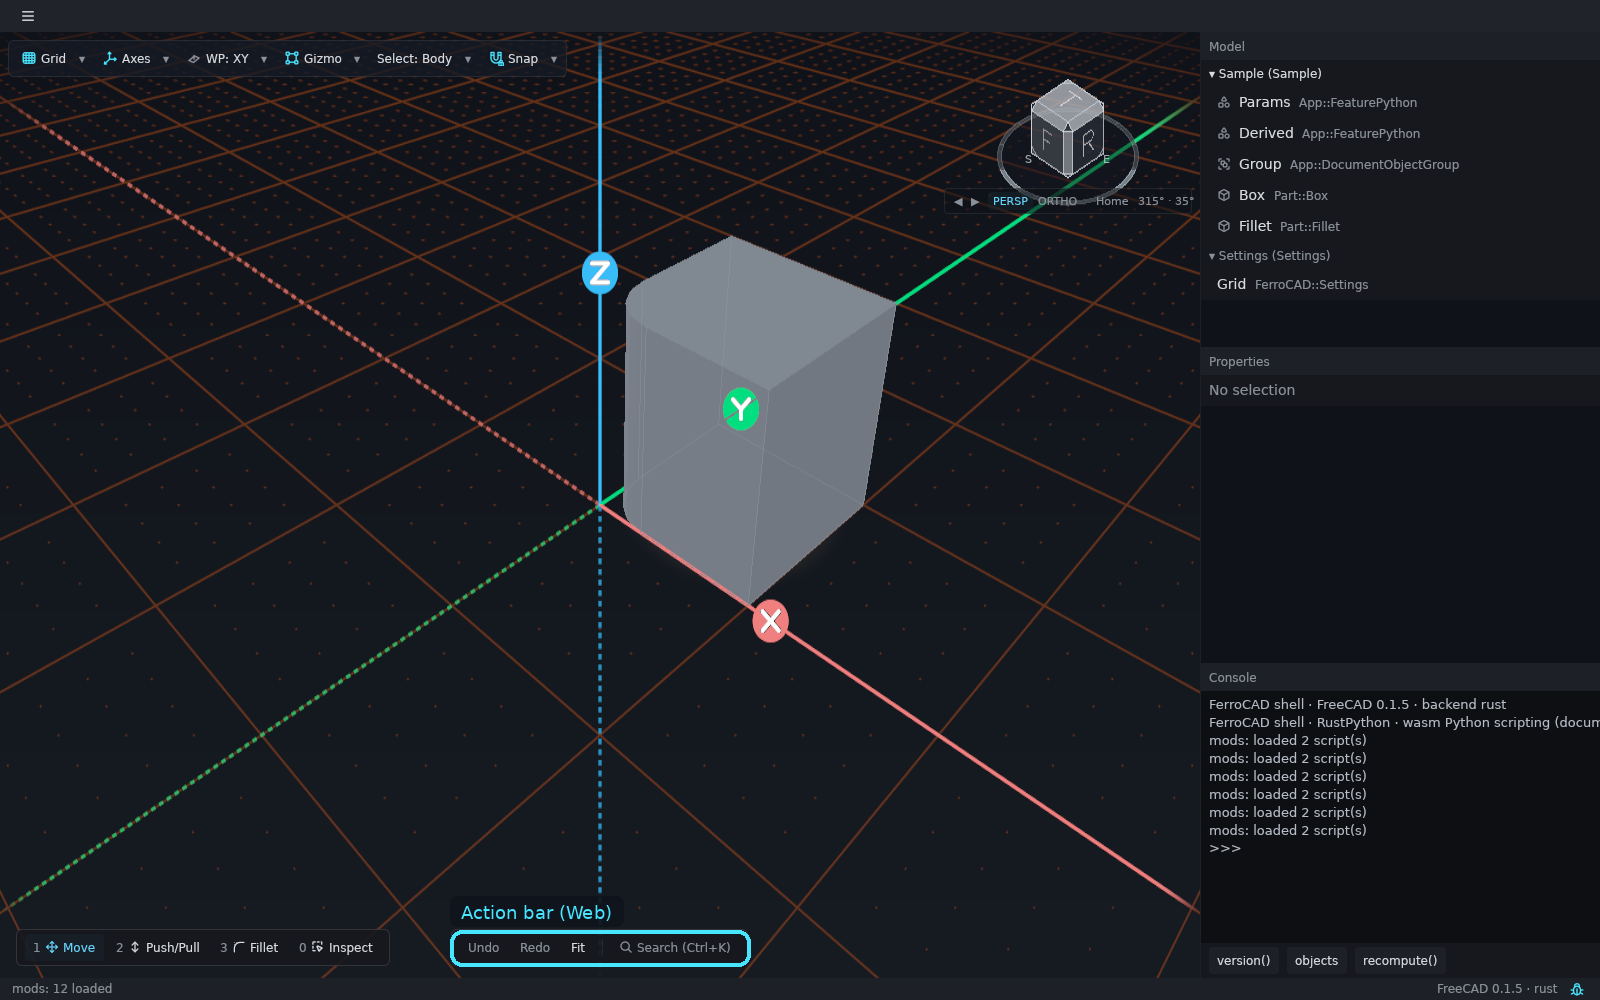 Grid
Axes
WP: XY
Gizmo
Select: Body
Snap
T
F
R
S
E
PERSP
ORTHO
Home
315° · 35°
Z
Y
X
Action bar (Web)
1 Move
2 Push/Pull
3 Fillet
0 Inspect
Undo
Redo
Fit
Search (Ctrl+K)
Model
Sample (Sample)
Params App::FeaturePython
Derived App::FeaturePython
Group App::DocumentObjectGroup
Box Part::Box
Fillet Part::Fillet
Settings (Settings)
Grid FerroCAD::Settings
Properties
No selection
Console
FerroCAD shell · FreeCAD 0.1.5 · backend rust
FerroCAD shell · RustPython · wasm Python scripting (docum
mods: loaded 2 script(s)
mods: loaded 2 script(s)
mods: loaded 2 script(s)
mods: loaded 2 script(s)
mods: loaded 2 script(s)
mods: loaded 2 script(s)
>>>
version()
objects
recompute()
mods: 12 loaded
FreeCAD 0.1.5 · rust